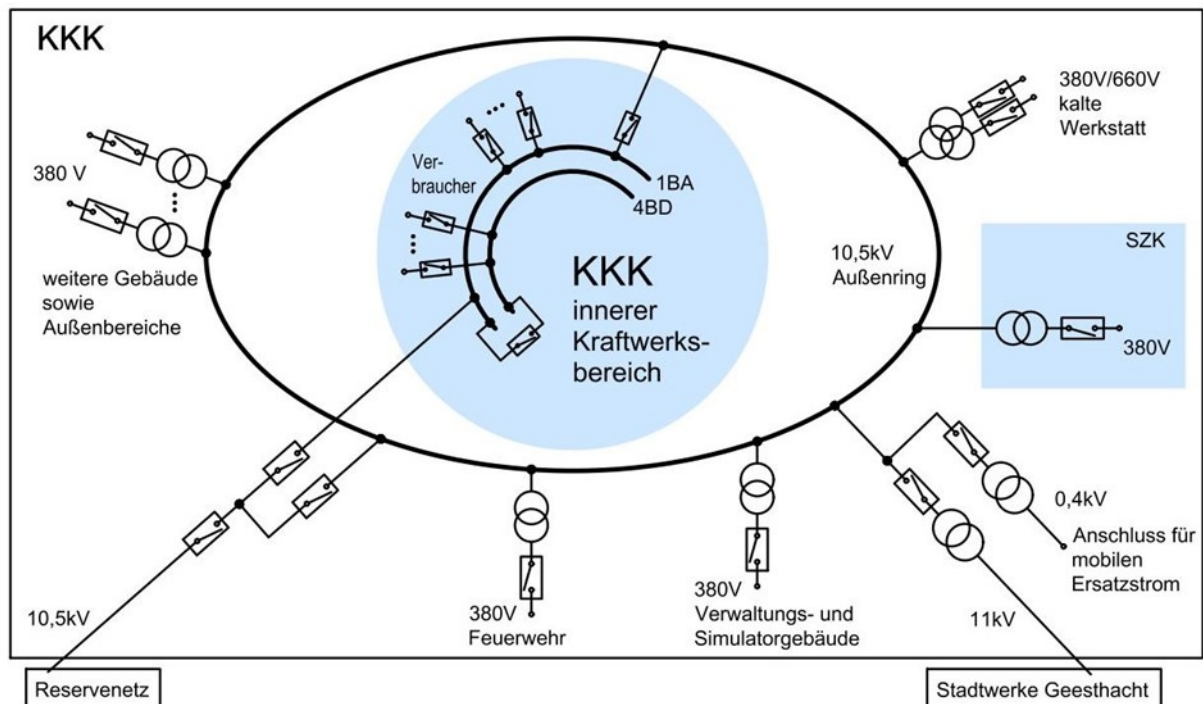 KKK
380V/660V
kalte
Werkstatt
380 V
Ver-
braucher
1BA
4BD
weitere Gebäude
sowie
Außenbereiche
KKK
innerer
Kraftwerks-
bereich
10,5kV
Außenring
SZK
380V
0,4kV
Anschluss für
mobilen
Ersatzstrom
10,5kV
380V
Feuerwehr
380V
Verwaltungs- und
Simulatorgebäude
11kV
Reservenetz
Stadtwerke Geesthacht